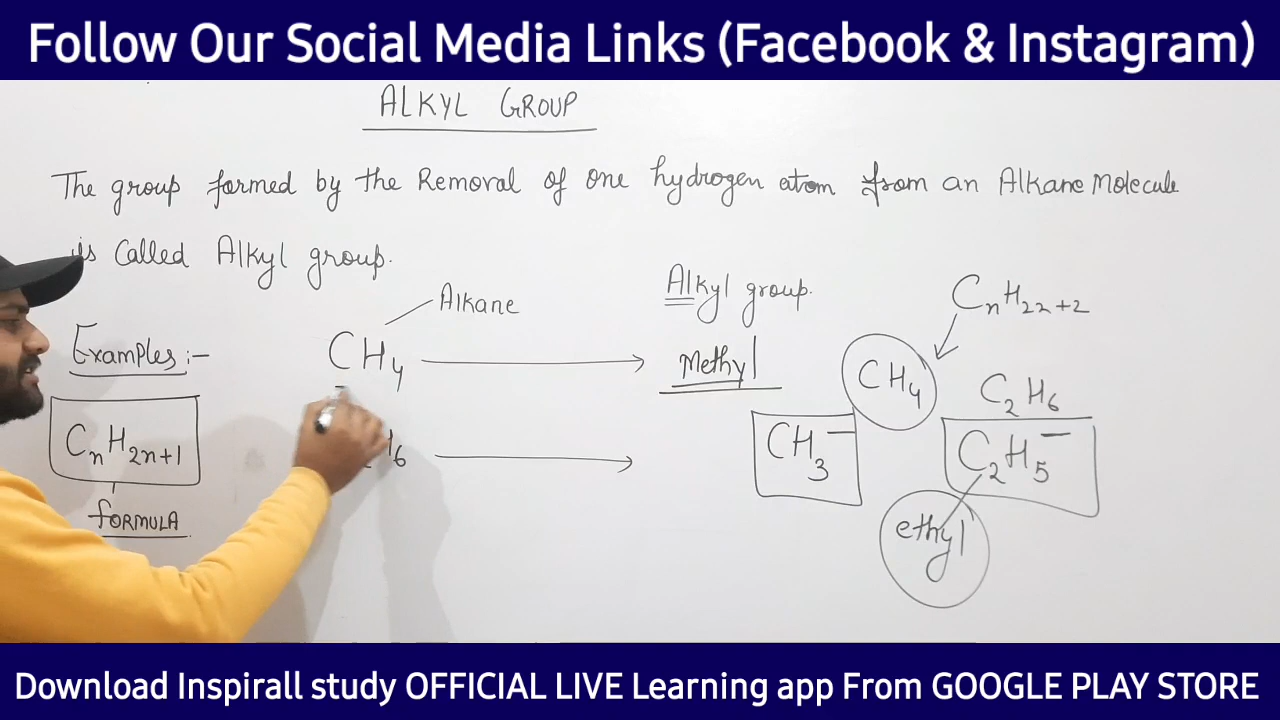 Follow Our Social Media Links (Facebook & Instagram)
ALKYL GROUP
The group formed by the Removal of one hydrogen atom from an Alkane Molecule
is Called Alkyl group.
Alkane
Alkyl group.
CnH2n+2
Examples :-
CH4
Methyl
CH4
C2H6
CnH2n+1
6
CH3-
C2H5-
fORMULA
ethyl
Download Inspirall study OFFICIAL LIVE Learning app From GOOGLE PLAY STORE